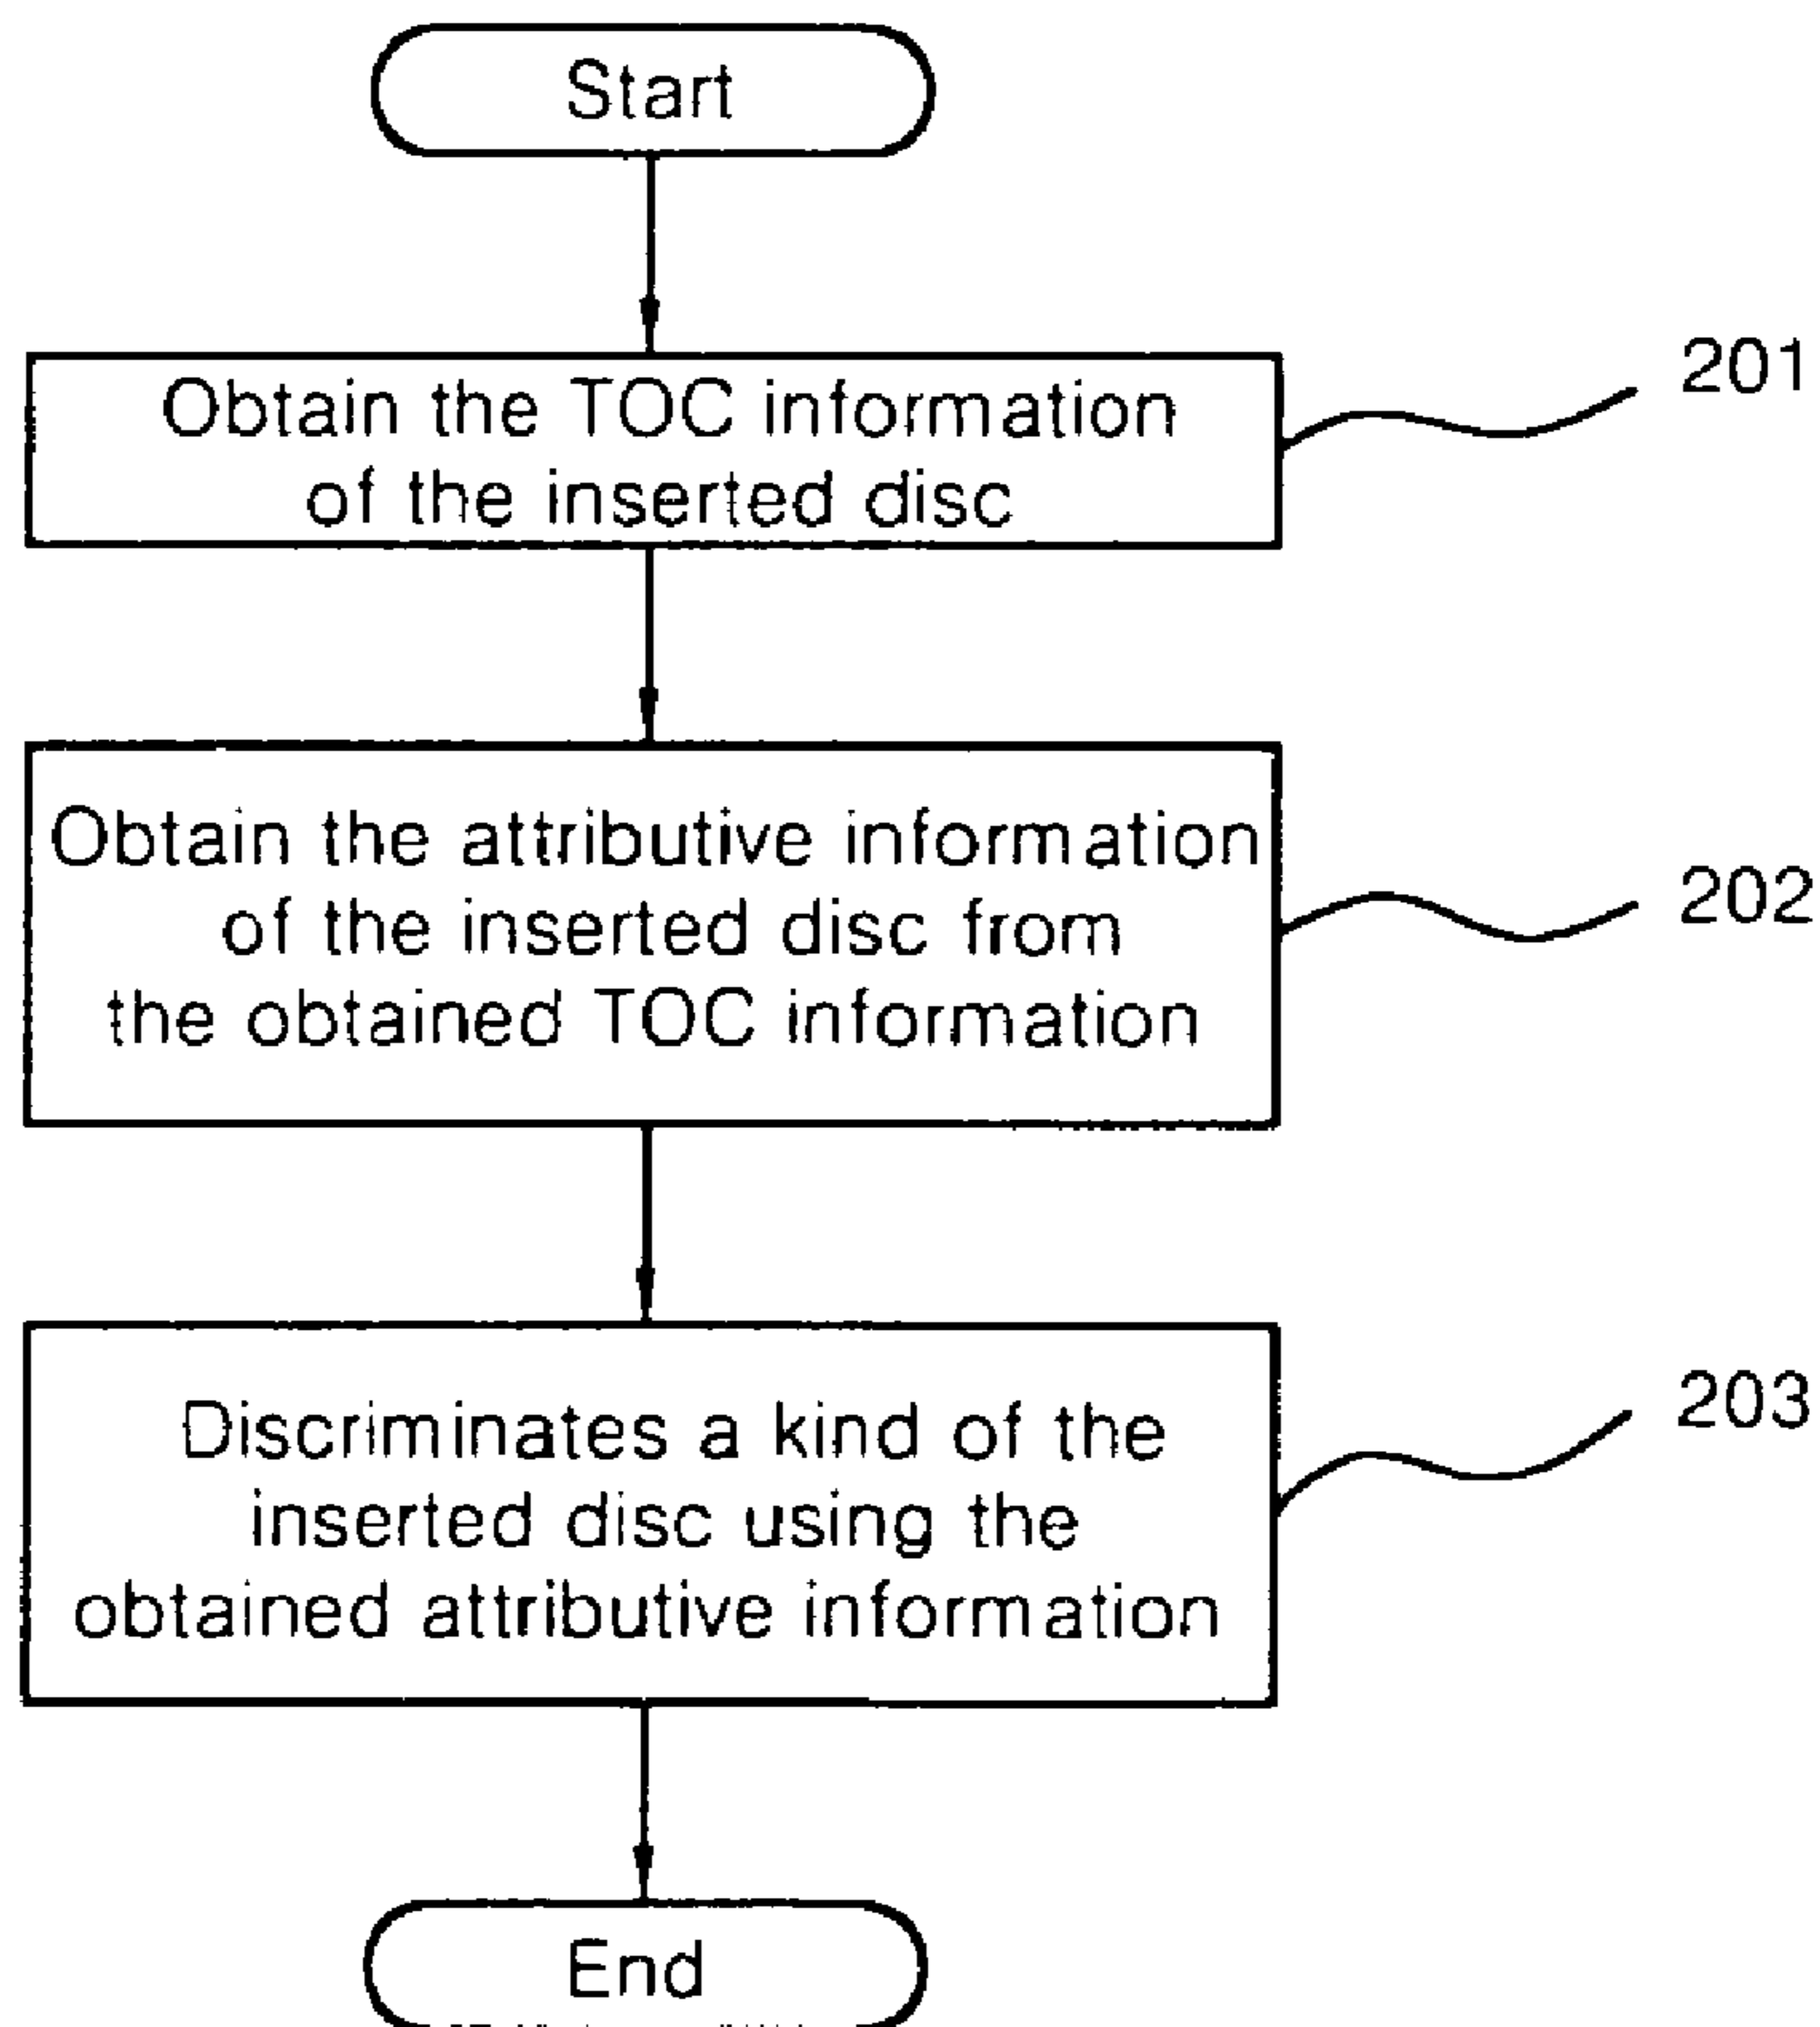 Start
Obtain the TOC information
of the inserted disc
201
Obtain the attributive information
of the inserted disc from
the obtained TOC information
202
Discriminates a kind of the
inserted disc using the
obtained attributive information
203
End